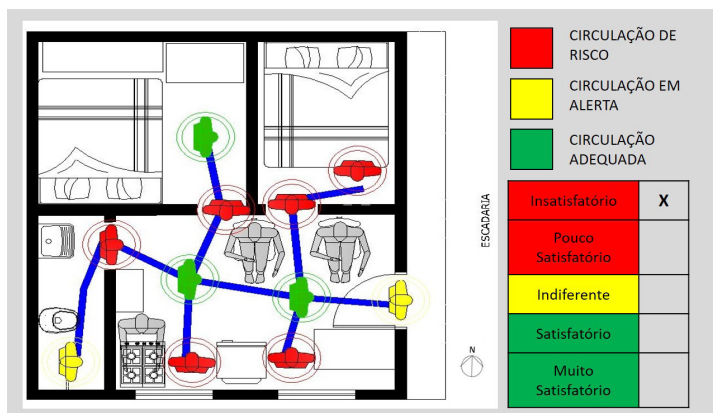 CIRCULAÇÃO DE
RISCO
CIRCULAÇÃO EM
ALERTA
CIRCULAÇÃO
ADEQUADA
ESCADARIA
N
Insatisfatório X
Pouco
Satisfatório
Indiferente
Satisfatório
Muito
Satisfatório